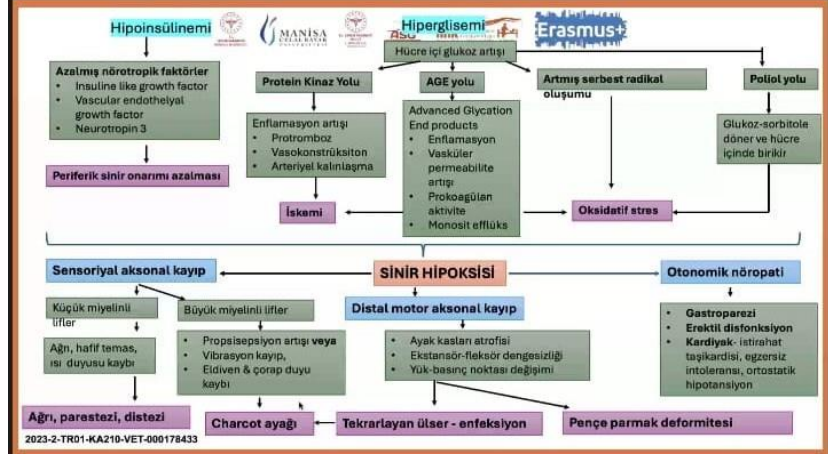 Hipoinsülinemi
MANİSA
CELAL BAYAR
Hiperglisemi
Erasmus+
Hücre içi glukoz artışı
Azalmış nörotropik faktörler
Insuline like growth factor
Vascular endothelyal
growth factor
Neurotropin 3
Periferik sinir onarımı azalması
Protein Kinaz Yolu
Enflamasyon artışı
Protromboz
Vasokonstrüksiton
Arteriyel kalınlaşma
AGE yolu
Advanced Glycation
End products
Enflamasyon
Vasküler
permeabilite
artışı
Prokoagülan
aktivite
Monosit efflüks
Artmış serbest radikal
oluşumu
Poliol yolu
Glukoz-sorbitole
döner ve hücre
içinde birikir
İskemi
Oksidatif stres
Sensoriyal aksonal kayıp
SİNİR HİPOKSİSİ
Otonomik nöropati
Küçük miyelinli
lifler
Büyük miyelinli lifler
Distal motor aksonal kayıp
Ağrı, hafif temas,
ısı duyusu kaybı
Propsisepsiyon artışı veya
Vibrasyon kayıp,
Eldiven & çorap duyu
kaybı
Ayak kasları atrofisi
Ekstansör-fleksör dengesizliği
Yük-basınç noktası değişimi
Gastroparezi
Erektil disfonksiyon
Kardiyak- istirahat
taşikardisi, egzersiz
intoleransı, ortostatik
hipotansiyon
Ağrı, parestezi, distezi
Charcot ayağı
Tekrarlayan ülser - enfeksiyon
Pençe parmak deformitesi
2023-2-TR01-KA210-VET-000178433